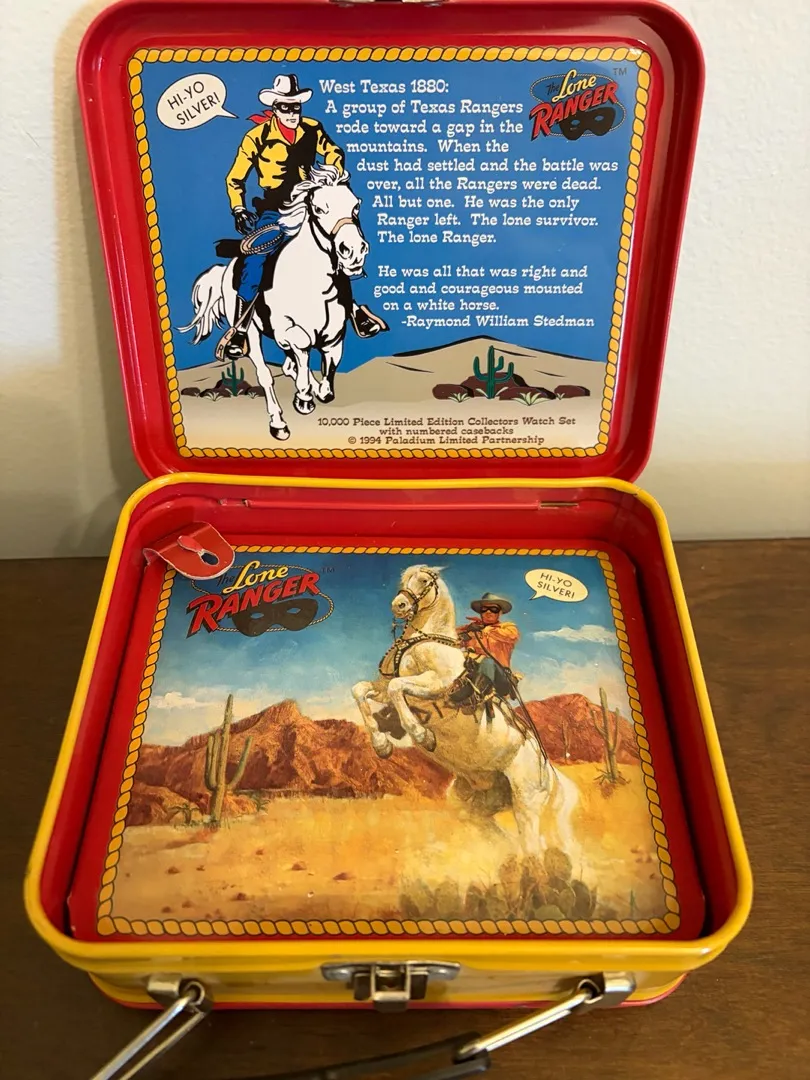 HI-YO
SILVER!
West Texas 1880:
A group of Texas Rangers
rode toward a gap in the
mountains. When the
dust had settled and the battle was
over, all the Rangers were dead.
All but one. He was the only
Ranger left. The lone survivor.
The lone Ranger.
He was all that was right and
good and courageous mounted
on a white horse.
-Raymond William Stedman
The Lone
RANGER
TM
10,000 Piece Limited Edition Collectors Watch Set
with numbered casebacks
© 1994 Paladium Limited Partnership
The Lone
RANGER
TM
HI-YO
SILVER!